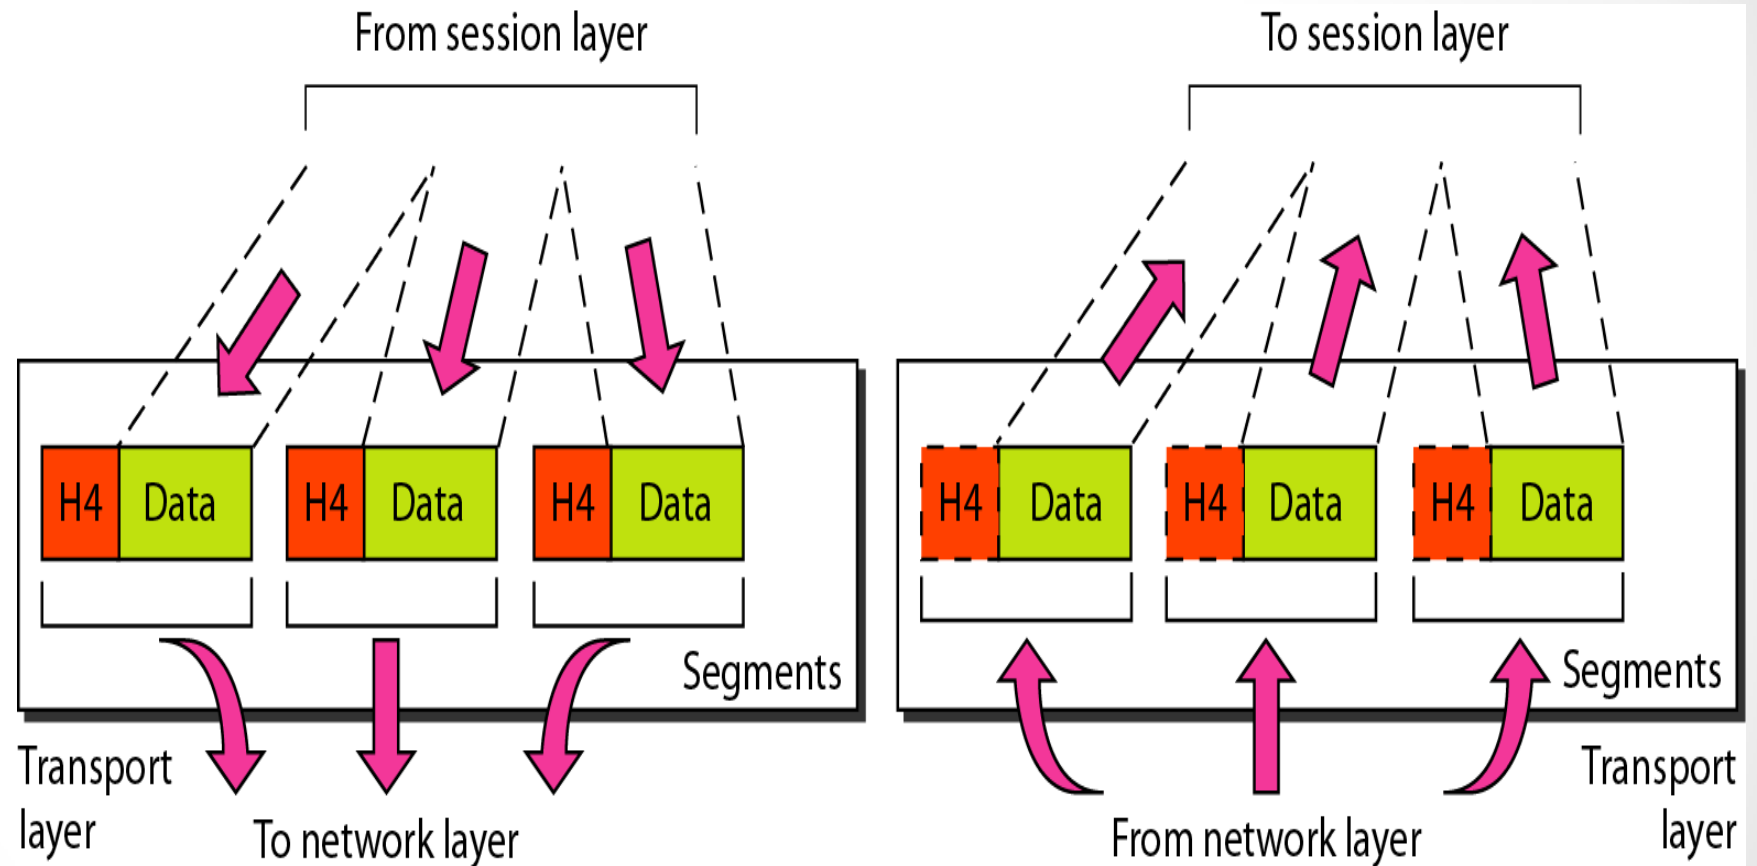 From session layer
H4 Data H4 Data H4 Data
Segments
Transport
layer
To network layer
To session layer
H4 Data H4 Data H4 Data
Segments
Transport
layer
From network layer